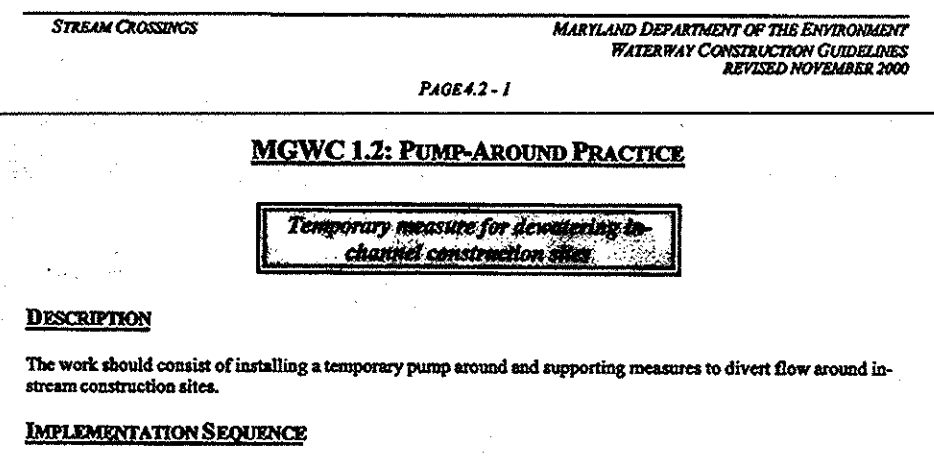 STREAM CROSSINGS
MARYLAND DEPARTMENT OF THE ENVIRONMENT
WATERWAY CONSTRUCTION GUIDELINES
REVISED NOVEMBER 2000
PAGE 4.2 - 1
MGWC 1.2: PUMP-AROUND PRACTICE
Temporary measure for dewatering in-
channel construction sites
DESCRIPTION
The work should consist of installing a temporary pump around and supporting measures to divert flow around in-
stream construction sites.
IMPLEMENTATION SEQUENCE